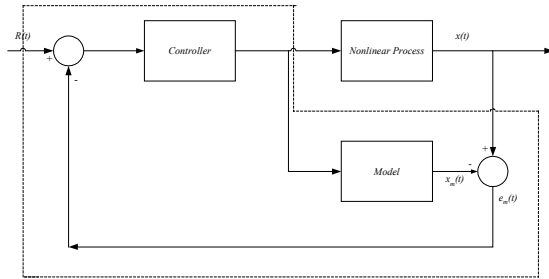 R(t)
+
-
Controller
Nonlinear Process
x(t)
+
-
Model
x_m(t)
e_m(t)